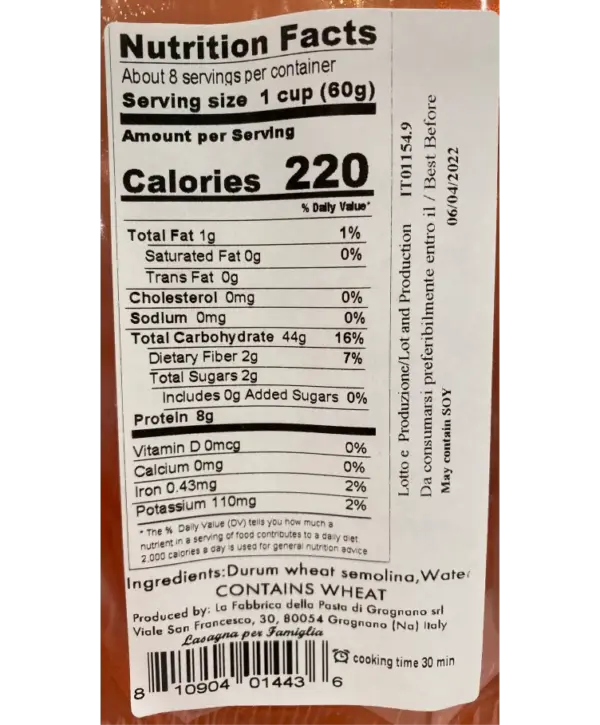 Nutrition Facts
About 8 servings per container
Serving size 1 cup (60g)
Amount per Serving
Calories 220
% Daily Value*
Total Fat 1g 1%
Saturated Fat 0g 0%
Trans Fat 0g
Cholesterol 0mg 0%
Sodium 0mg 0%
Total Carbohydrate 44g 16%
Dietary Fiber 2g 7%
Total Sugars 2g
Includes 0g Added Sugars 0%
Protein 8g
Vitamin D 0mcg 0%
Calcium 0mg 0%
Iron 0.43mg 2%
Potassium 110mg 2%
* The % Daily Value (DV) tells you how much a
nutrient in a serving of food contributes to a daily diet
2,000 calories a day is used for general nutrition advice
Ingredients:Durum wheat semolina,Water
CONTAINS WHEAT
Produced by: La Fabbrica della Pasta di Gragnano srl
Viale San Francesco, 30, 80054 Gragnano (Na) Italy
Lasagna per Famiglia
cooking time 30 min
8 10904 01443 6
Lotto e Produzione/Lot and Production IT01154.9
Da consumarsi preferibilmente entro il / Best Before
06/04/2022
May contain SOY